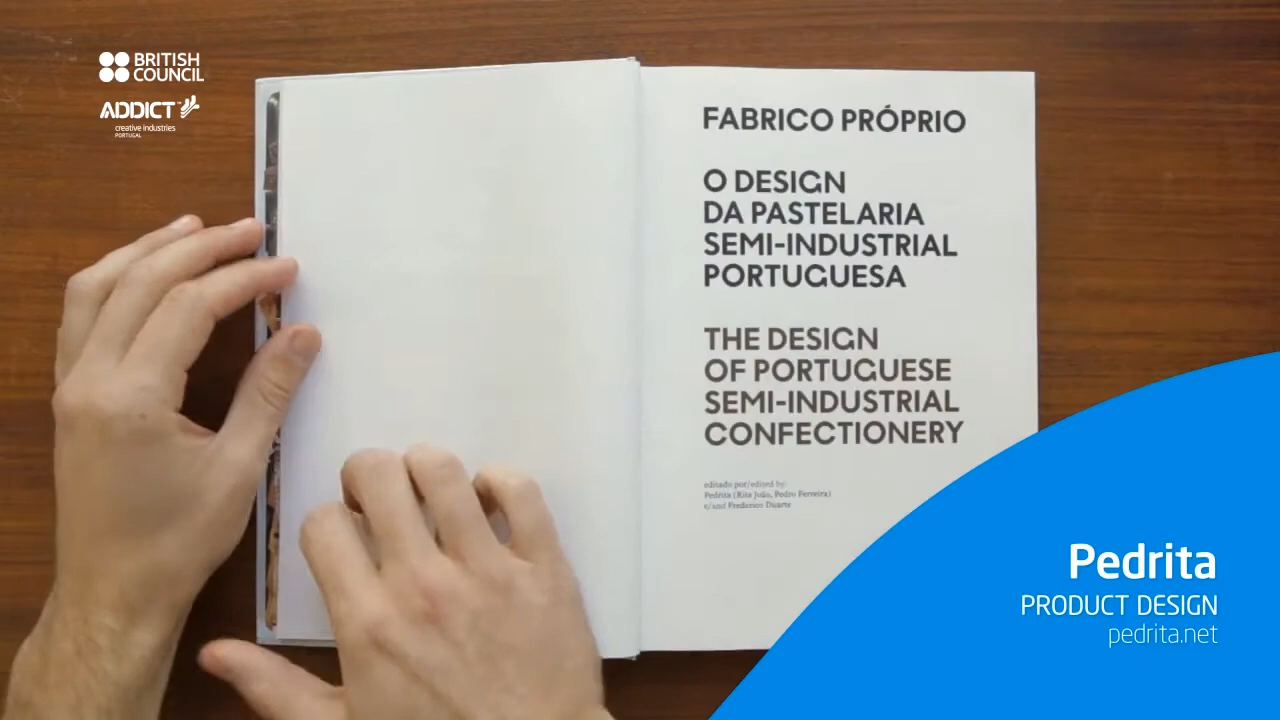 BRITISH
COUNCIL
ADDICT
creative industries
PORTUGAL
FABRICO PRÓPRIO
O DESIGN
DA PASTELARIA
SEMI-INDUSTRIAL
PORTUGUESA
THE DESIGN
OF PORTUGUESE
SEMI-INDUSTRIAL
CONFECTIONERY
editado por/edited by:
Pedrita (Rita João, Pedro Ferreira)
e/and Frederico Duarte
Pedrita
PRODUCT DESIGN
pedrita.net